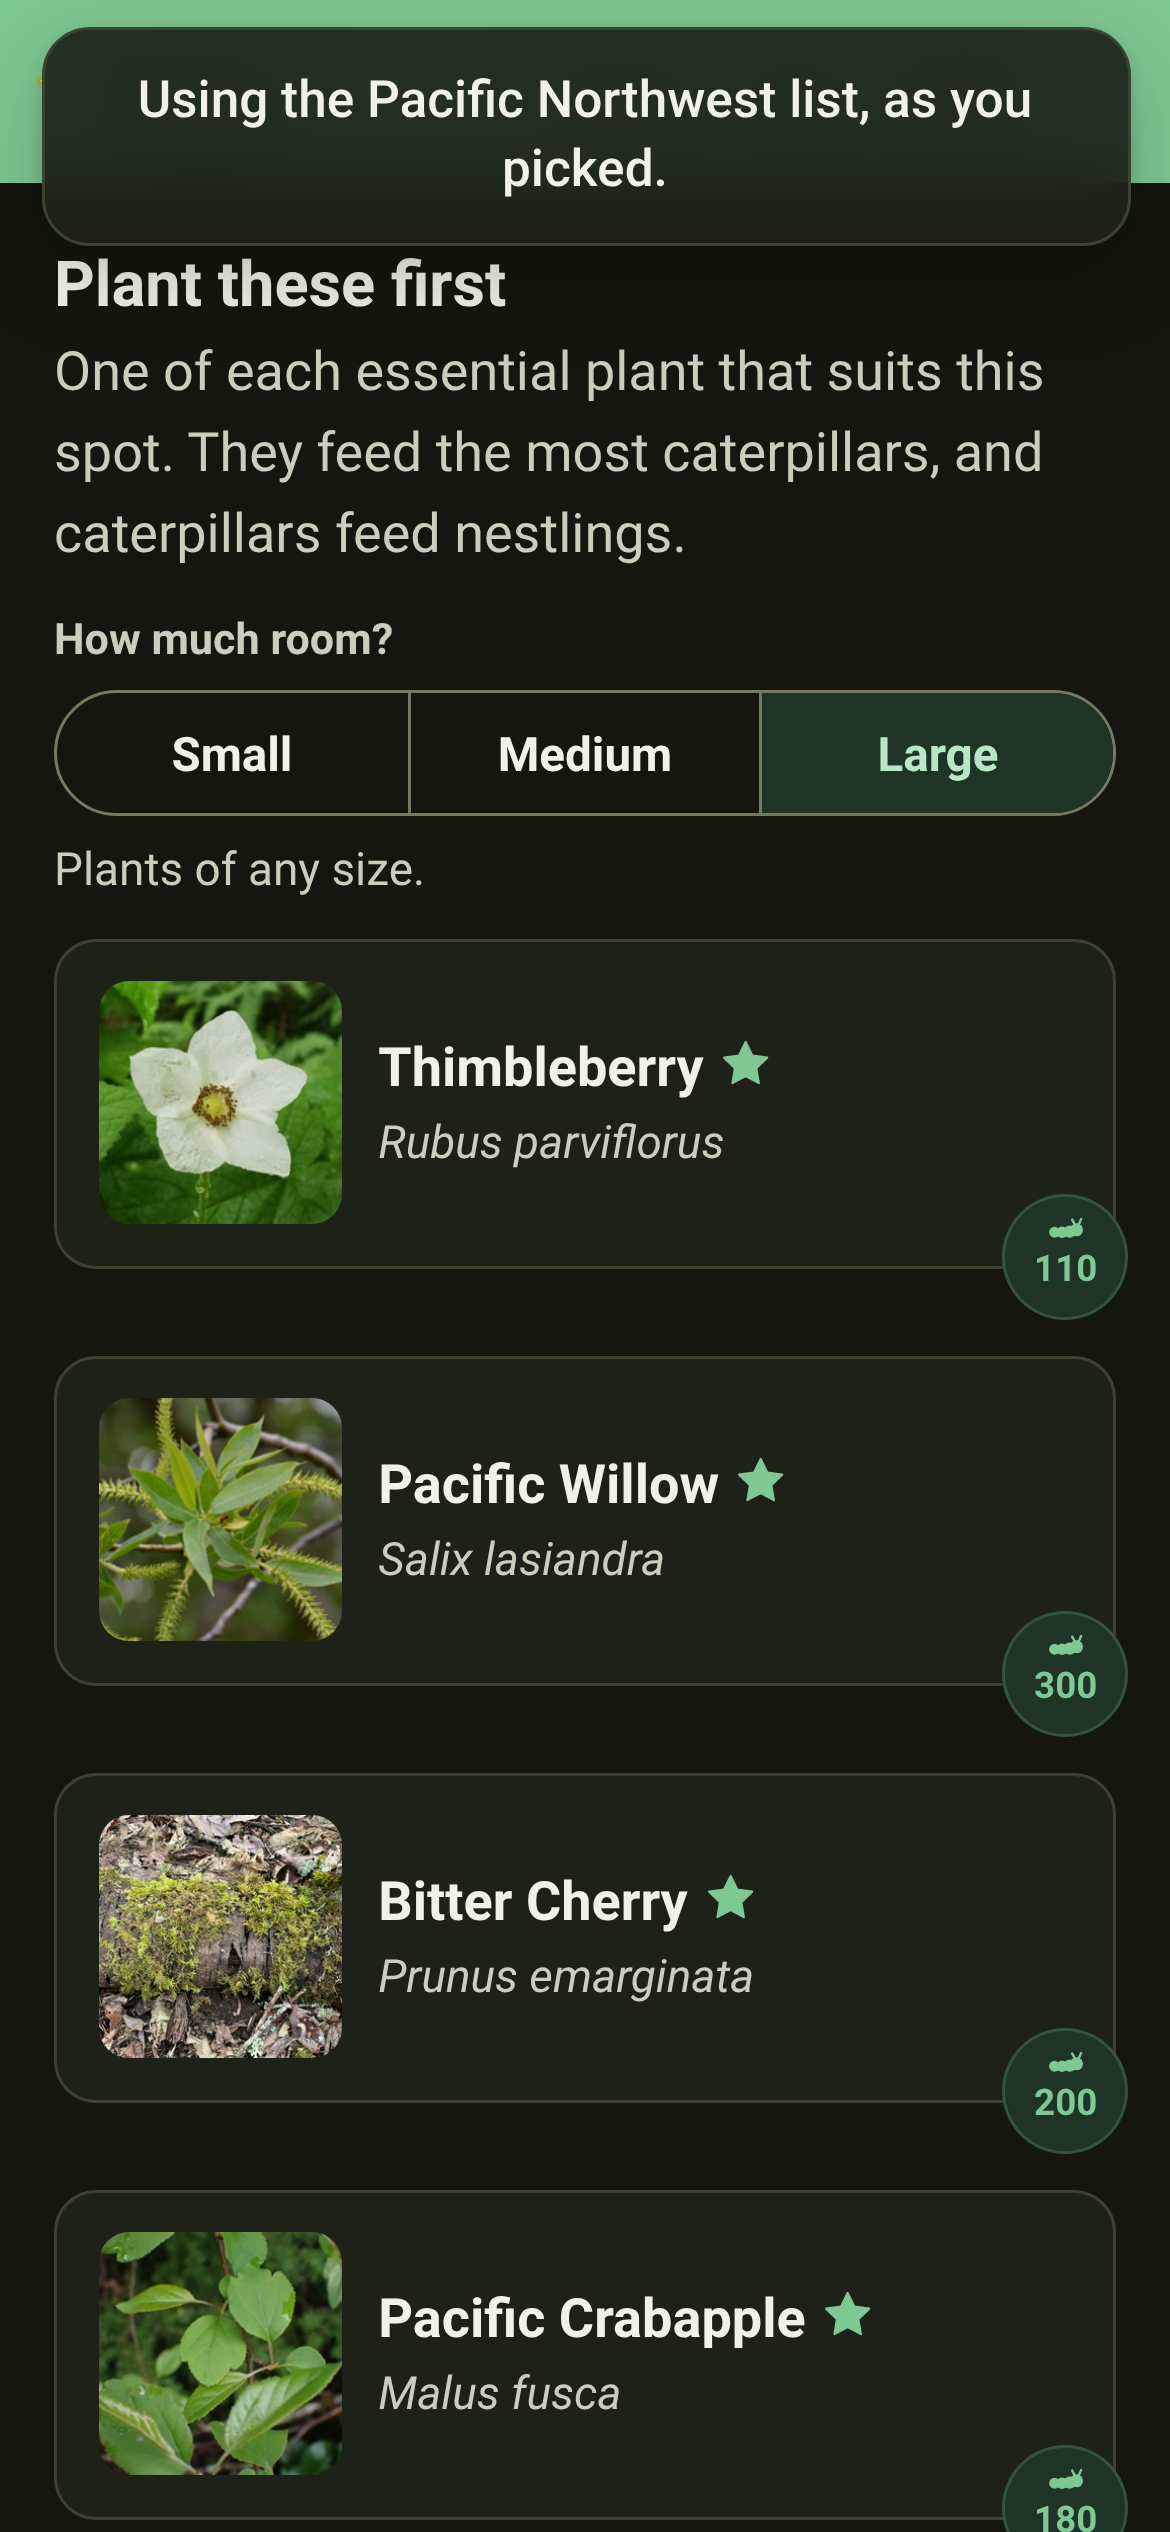 Using the Pacific Northwest list, as you
picked.
Plant these first
One of each essential plant that suits this
spot. They feed the most caterpillars, and
caterpillars feed nestlings.
How much room?
Small
Medium
Large
Plants of any size.
Thimbleberry
Rubus parviflorus
110
Pacific Willow
Salix lasiandra
300
Bitter Cherry
Prunus emarginata
200
Pacific Crabapple
Malus fusca
180